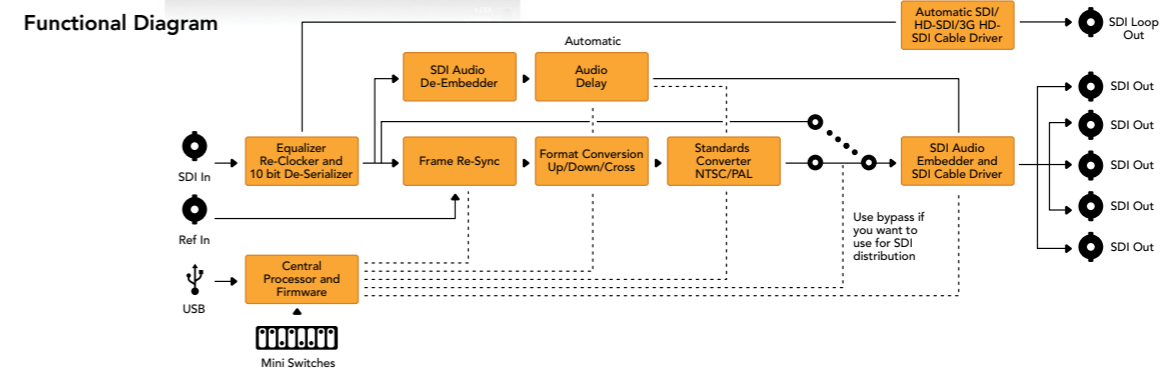 Functional Diagram
Automatic SDI/
HD-SDI/3G HD-
SDI Cable Driver
SDI Loop
Out
Automatic
SDI Audio
De-Embedder
Audio
Delay
SDI Out
SDI Out
SDI In
Equalizer
Re-Clocker and
10 bit De-Serializer
Frame Re-Sync
Format Conversion
Up/Down/Cross
Standards
Converter
NTSC/PAL
SDI Audio
Embedder and
SDI Cable Driver
SDI Out
Ref In
Use bypass if
you want to
use for SDI
distribution
SDI Out
SDI Out
USB
Central
Processor and
Firmware
Mini Switches